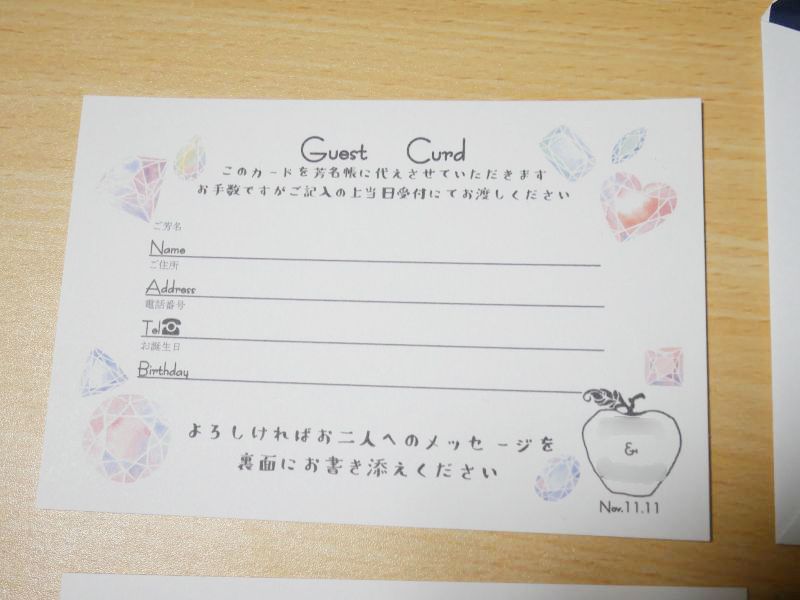 Guest Curd
このカードを芳名帳に代えさせていただきます
お手数ですがご記入の上当日受付にてお渡しください
ご芳名
Name
ご住所
Address
電話番号
Tel☎
お誕生日
Birthday
よろしければお二人へのメッセージを
裏面にお書き添えください
&
Nov.11.11